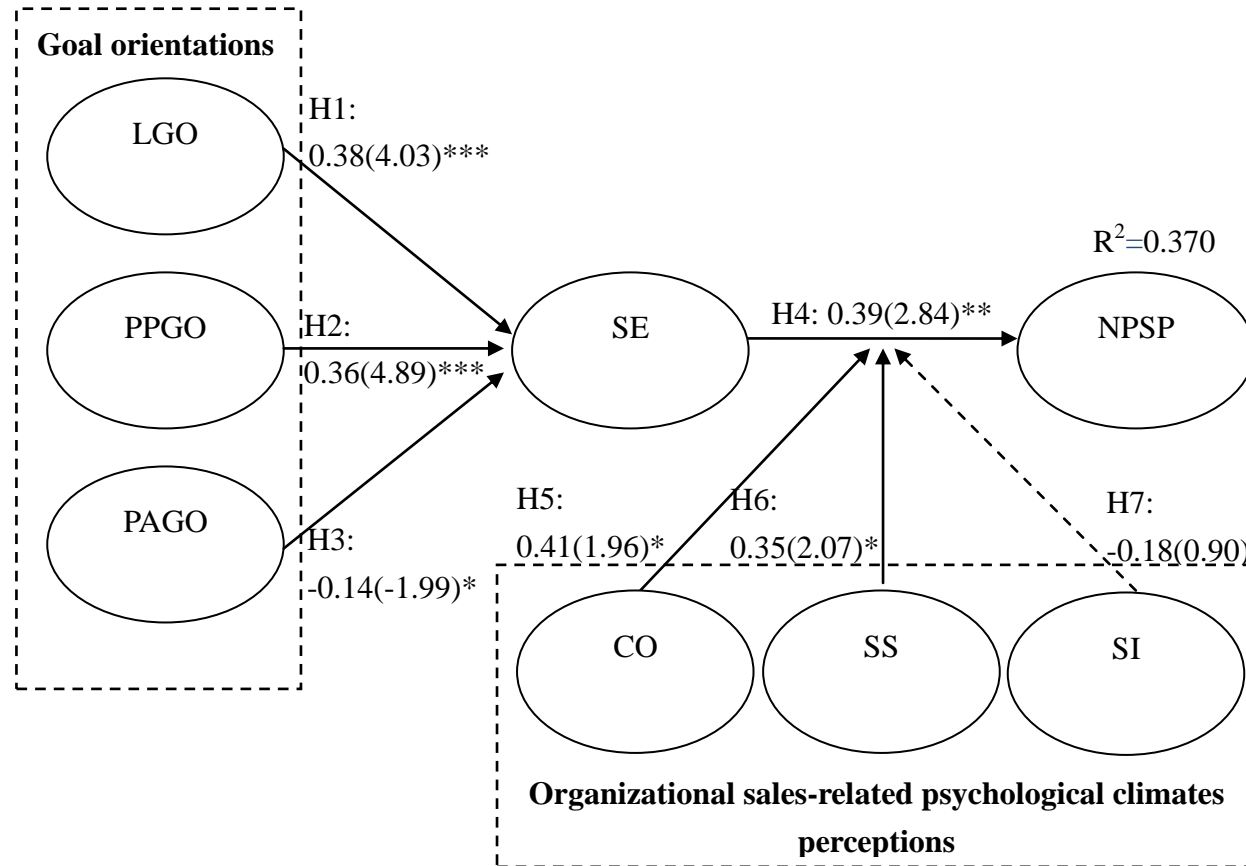 Goal orientations
LGO
H1:
0.38(4.03)***
R²=0.370
PPGO
H2:
0.36(4.89)***
SE
H4: 0.39(2.84)**
NPSP
PAGO
H3:
-0.14(-1.99)*
H5:
0.41(1.96)*
H6:
0.35(2.07)*
H7:
-0.18(0.90)
CO
SS
SI
Organizational sales-related psychological climates
perceptions